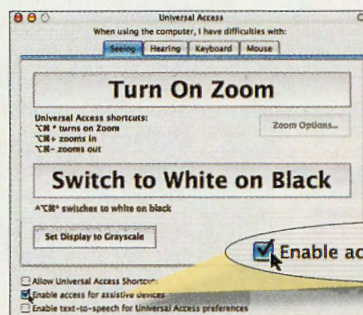 Universal Access
When using the computer, I have difficulties with:
Seeing Hearing Keyboard Mouse
Turn On Zoom
Universal Access shortcuts:
⌥⌘* turns on Zoom
⌥⌘+ zooms in
⌥⌘- zooms out
Zoom Options...
Switch to White on Black
^⌥⌘* switches to white on black
Set Display to Grayscale
Enable ac
Allow Universal Access Shortcuts
Enable access for assistive devices
Enable text-to-speech for Universal Access preferences